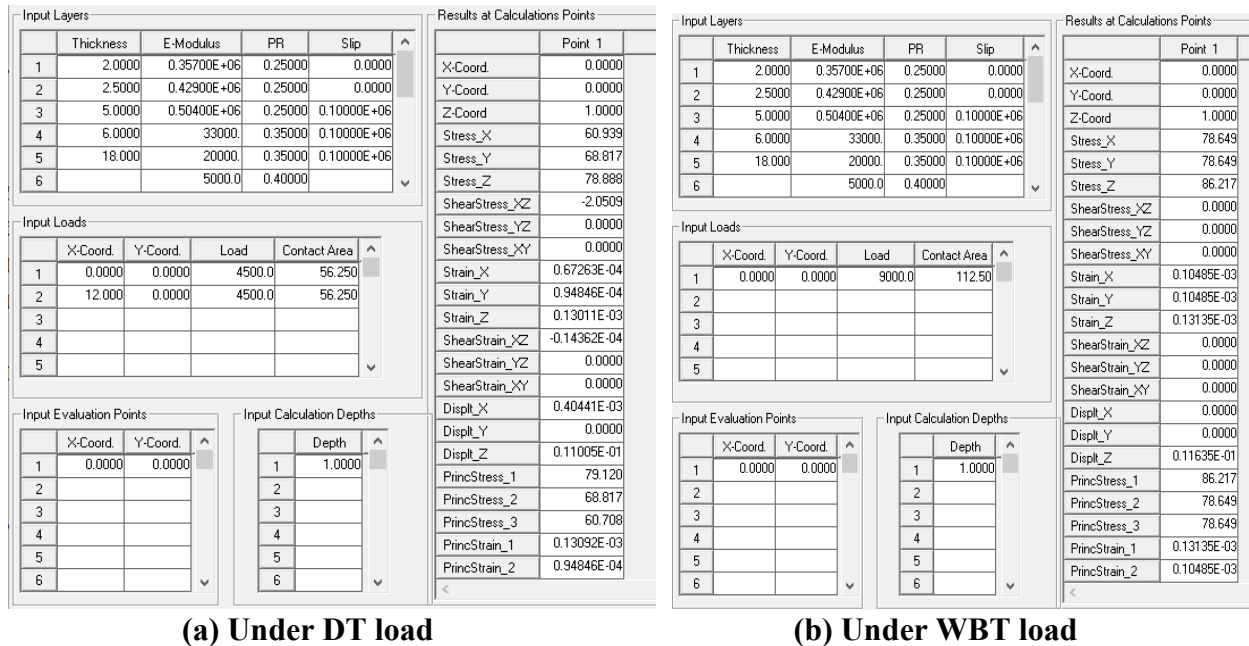 Input Layers
Thickness E-Modulus PR Slip
1 2.0000 0.35700E+06 0.25000 0.0000
2 2.5000 0.42900E+06 0.25000 0.0000
3 5.0000 0.50400E+06 0.25000 0.10000E+06
4 6.0000 33000. 0.35000 0.10000E+06
5 18.000 20000. 0.35000 0.10000E+06
6 5000.0 0.40000
Input Loads
X-Coord. Y-Coord. Load Contact Area
1 0.0000 0.0000 4500.0 56.250
2 12.000 0.0000 4500.0 56.250
3
4
5
Input Evaluation Points
X-Coord. Y-Coord.
1 0.0000 0.0000
2
3
4
5
6
Input Calculation Depths
Depth
1 1.0000
2
3
4
5
6
Results at Calculations Points
Point 1
X-Coord. 0.0000
Y-Coord. 0.0000
Z-Coord 1.0000
Stress_X 60.939
Stress_Y 68.817
Stress_Z 78.888
ShearStress_XZ -2.0509
ShearStress_YZ 0.0000
ShearStress_XY 0.0000
Strain_X 0.67263E-04
Strain_Y 0.94846E-04
Strain_Z 0.13011E-03
ShearStrain_XZ -0.14362E-04
ShearStrain_YZ 0.0000
ShearStrain_XY 0.0000
Displt_X 0.40441E-03
Displt_Y 0.0000
Displt_Z 0.11005E-01
PrincStress_1 79.120
PrincStress_2 68.817
PrincStress_3 60.708
PrincStrain_1 0.13092E-03
PrincStrain_2 0.94846E-04
(a) Under DT load
Input Layers
Thickness E-Modulus PR Slip
1 2.0000 0.35700E+06 0.25000 0.0000
2 2.5000 0.42900E+06 0.25000 0.0000
3 5.0000 0.50400E+06 0.25000 0.10000E+06
4 6.0000 33000. 0.35000 0.10000E+06
5 18.000 20000. 0.35000 0.10000E+06
6 5000.0 0.40000
Input Loads
X-Coord. Y-Coord. Load Contact Area
1 0.0000 0.0000 9000.0 112.50
2
3
4
5
Input Evaluation Points
X-Coord. Y-Coord.
1 0.0000 0.0000
2
3
4
5
6
Input Calculation Depths
Depth
1 1.0000
2
3
4
5
6
Results at Calculations Points
Point 1
X-Coord. 0.0000
Y-Coord. 0.0000
Z-Coord 1.0000
Stress_X 78.649
Stress_Y 78.649
Stress_Z 86.217
ShearStress_XZ 0.0000
ShearStress_YZ 0.0000
ShearStress_XY 0.0000
Strain_X 0.10485E-03
Strain_Y 0.10485E-03
Strain_Z 0.13135E-03
ShearStrain_XZ 0.0000
ShearStrain_YZ 0.0000
ShearStrain_XY 0.0000
Displt_X 0.0000
Displt_Y 0.0000
Displt_Z 0.11635E-01
PrincStress_1 86.217
PrincStress_2 78.649
PrincStress_3 78.649
PrincStrain_1 0.13135E-03
PrincStrain_2 0.10485E-03
(b) Under WBT load